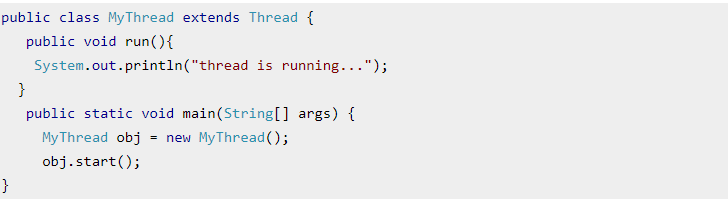 public class MyThread extends Thread {
public void run(){
System.out.println("thread is running...");
}
public static void main(String[] args) {
MyThread obj = new MyThread();
obj.start();
}